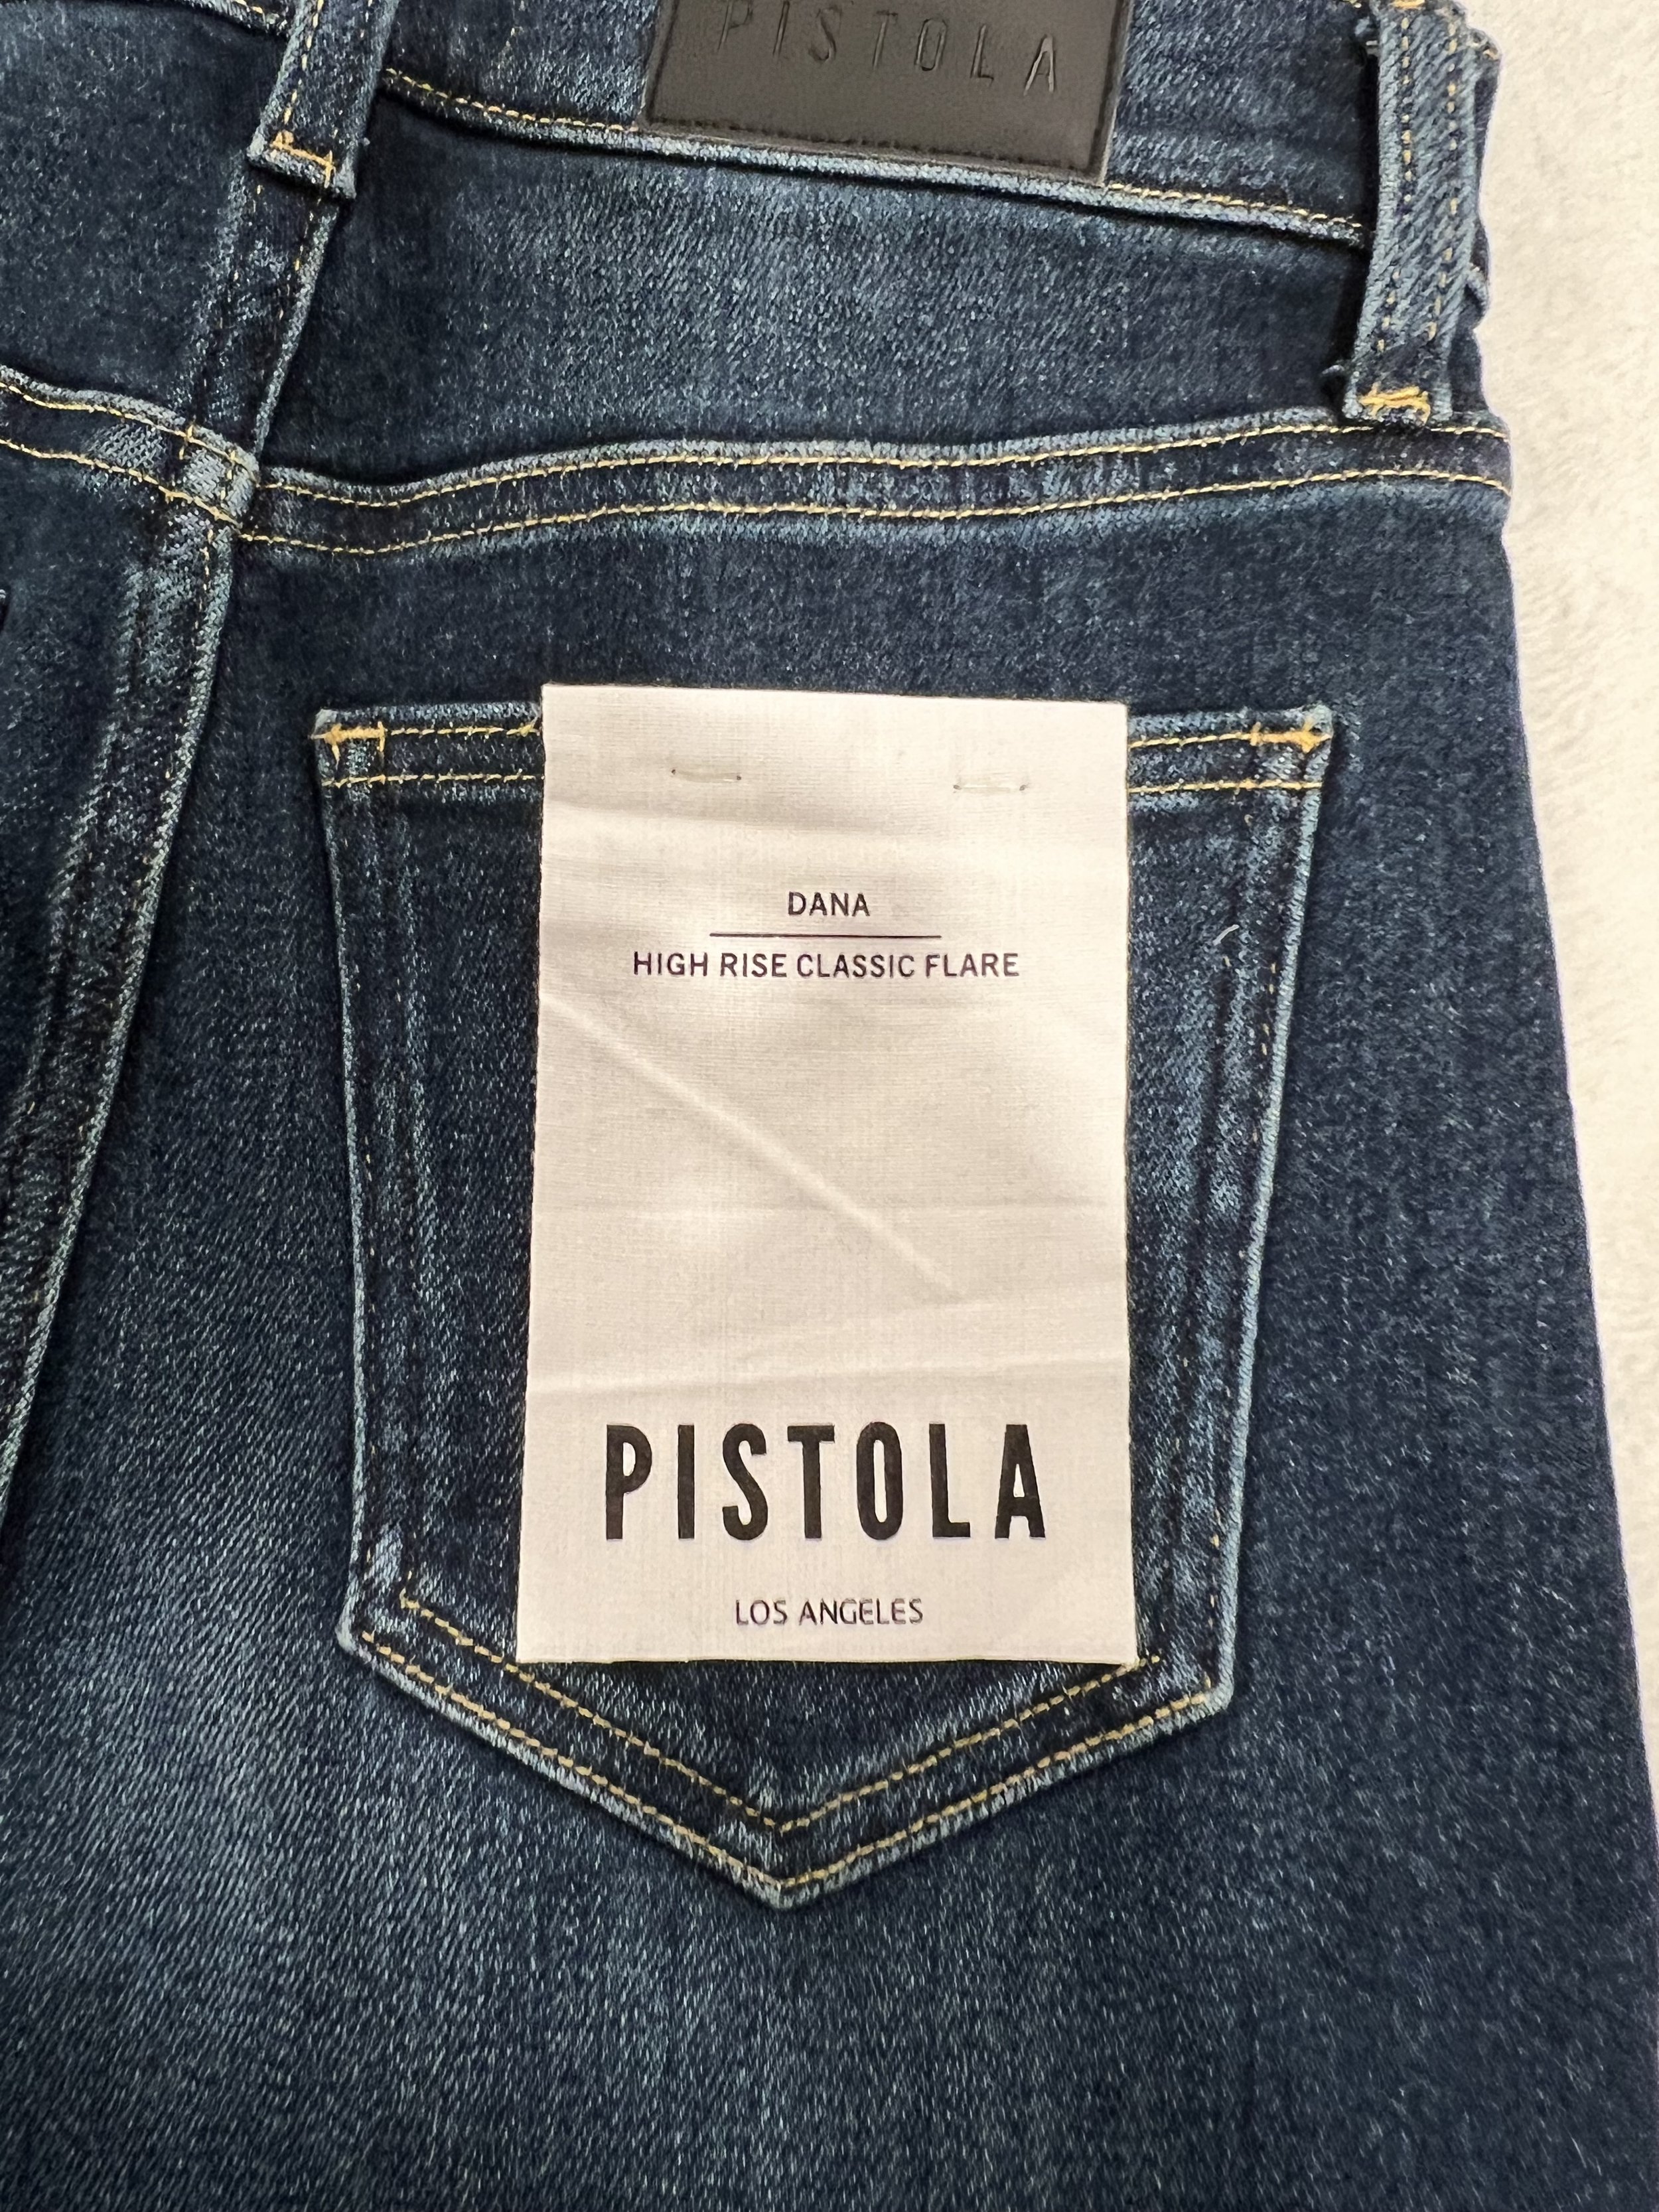 PISTOLA
DANA
HIGH RISE CLASSIC FLARE
PISTOLA
LOS ANGELES